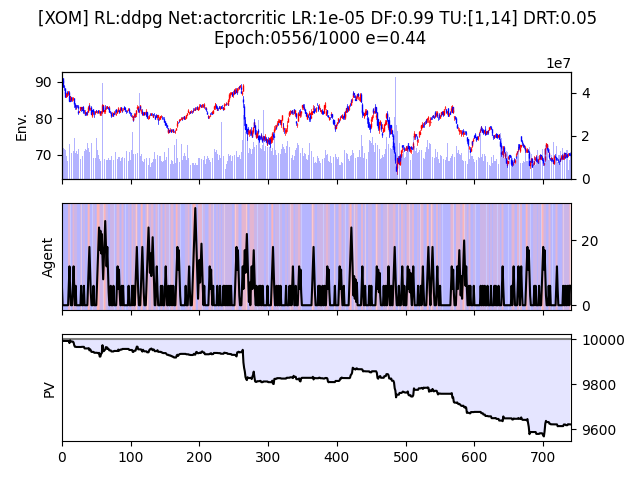 [XOM] RL:ddpg Net:actorcritic LR:1e-05 DF:0.99 TU:[1,14] DRT:0.05
Epoch:0556/1000 e=0.44
1e7
Env.
90
80
70
4
2
0
Agent
20
0
PV
10000
9800
9600
0 100 200 300 400 500 600 700